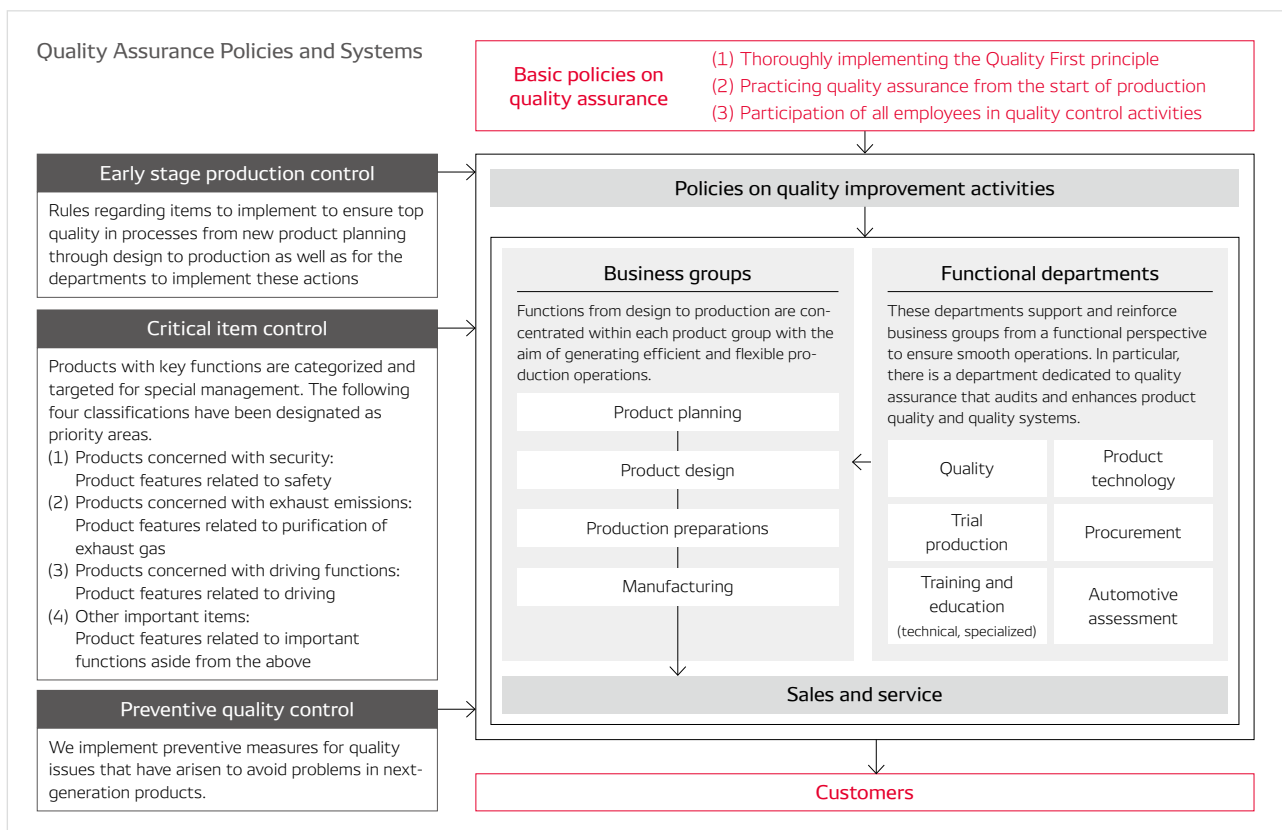 Quality Assurance Policies and Systems
Basic policies on
quality assurance
(1) Thoroughly implementing the Quality First principle
(2) Practicing quality assurance from the start of production
(3) Participation of all employees in quality control activities
Early stage production control
Rules regarding items to implement to ensure top
quality in processes from new product planning
through design to production as well as for the
departments to implement these actions
Critical item control
Products with key functions are categorized and
targeted for special management. The following
four classifications have been designated as
priority areas.
(1) Products concerned with security:
Product features related to safety
(2) Products concerned with exhaust emissions:
Product features related to purification of
exhaust gas
(3) Products concerned with driving functions:
Product features related to driving
(4) Other important items:
Product features related to important
functions aside from the above
Preventive quality control
We implement preventive measures for quality
issues that have arisen to avoid problems in next-
generation products.
Policies on quality improvement activities
Business groups
Functions from design to production are con-
centrated within each product group with the
aim of generating efficient and flexible pro-
duction operations.
Product planning
Product design
Production preparations
Manufacturing
Functional departments
These departments support and reinforce
business groups from a functional perspective
to ensure smooth operations. In particular,
there is a department dedicated to quality
assurance that audits and enhances product
quality and quality systems.
Quality
Product
technology
Trial
production
Procurement
Training and
education
(technical, specialized)
Automotive
assessment
Sales and service
Customers